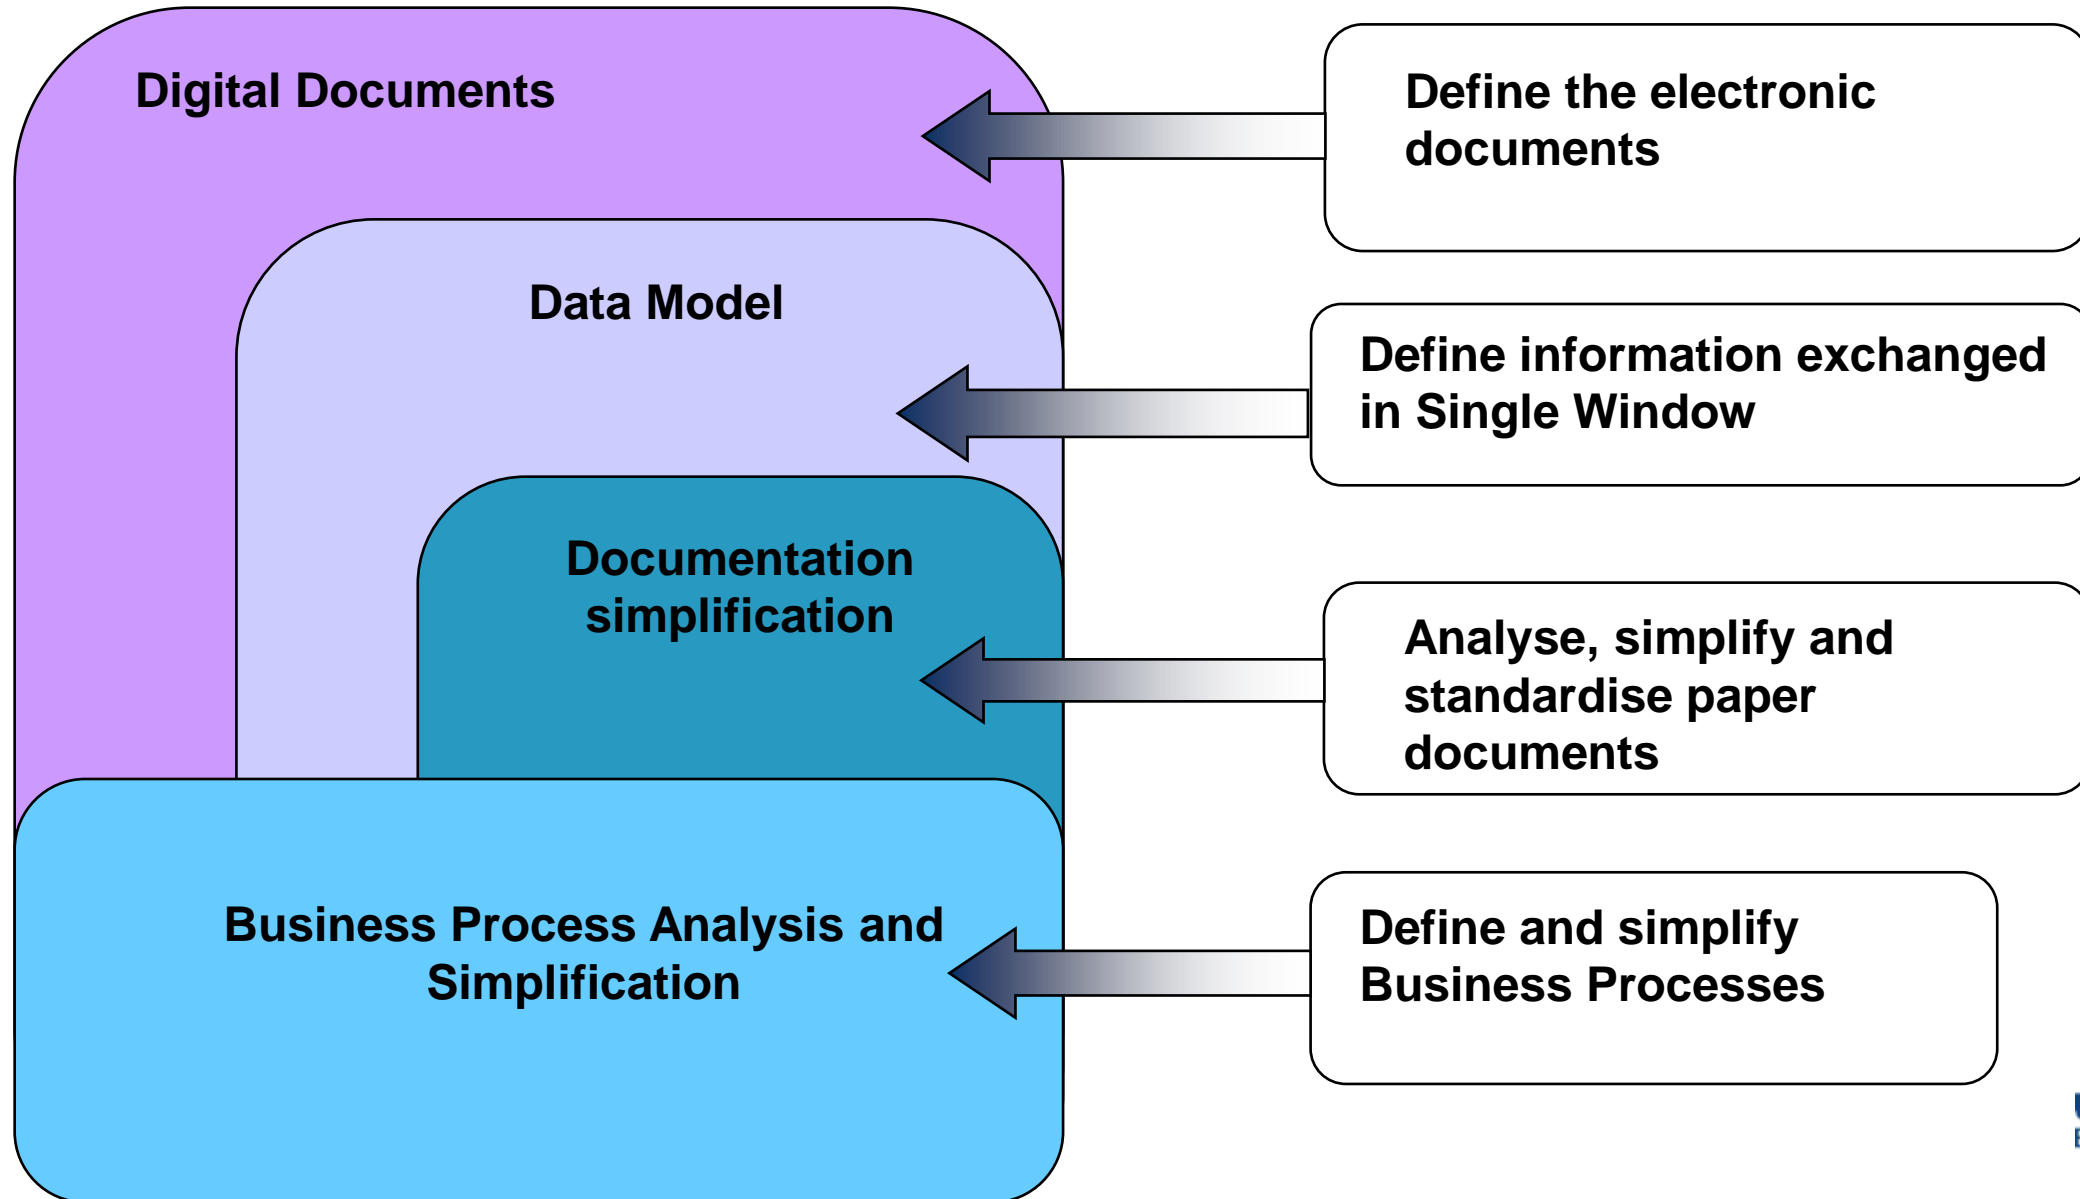 Digital Documents
Define the electronic
documents
Data Model
Define information exchanged
in Single Window
Documentation
simplification
Analyse, simplify and
standardise paper
documents
Business Process Analysis and
Simplification
Define and simplify
Business Processes